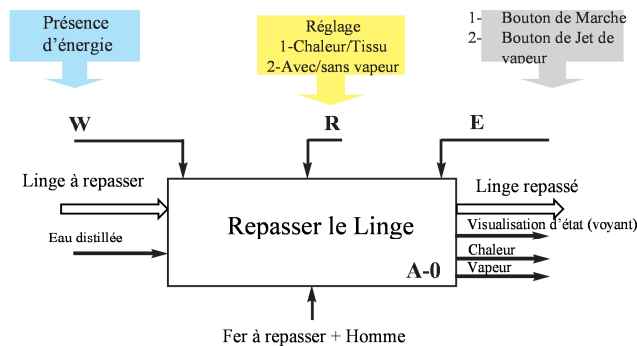 Présence
d'énergie
Réglage
1-Chaleur/Tissu
2-Avec/sans vapeur
1- Bouton de Marche
2- Bouton de Jet de
vapeur
W
R
E
Linge à repasser
Eau distillée
Repasser le Linge
A-0
Linge repassé
Visualisation d'état (voyant)
Chaleur
Vapeur
Fer à repasser + Homme